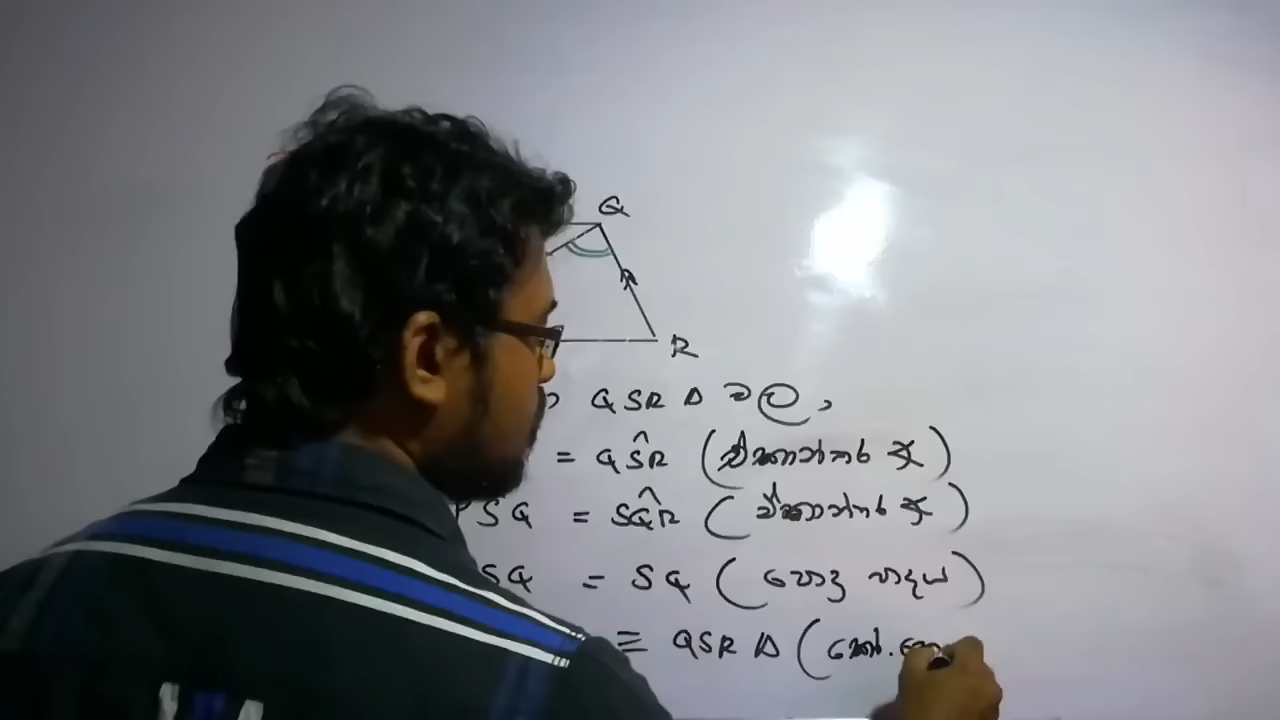 Q
R
QSR Δ වල,
= QŜR (ඒකාන්තර ∢)
PSQ = SQ̂R (ඒකාන්තර ∢)
SQ = SQ (පොදු පාදය)
≡ QSR Δ (කෝ.කෝ